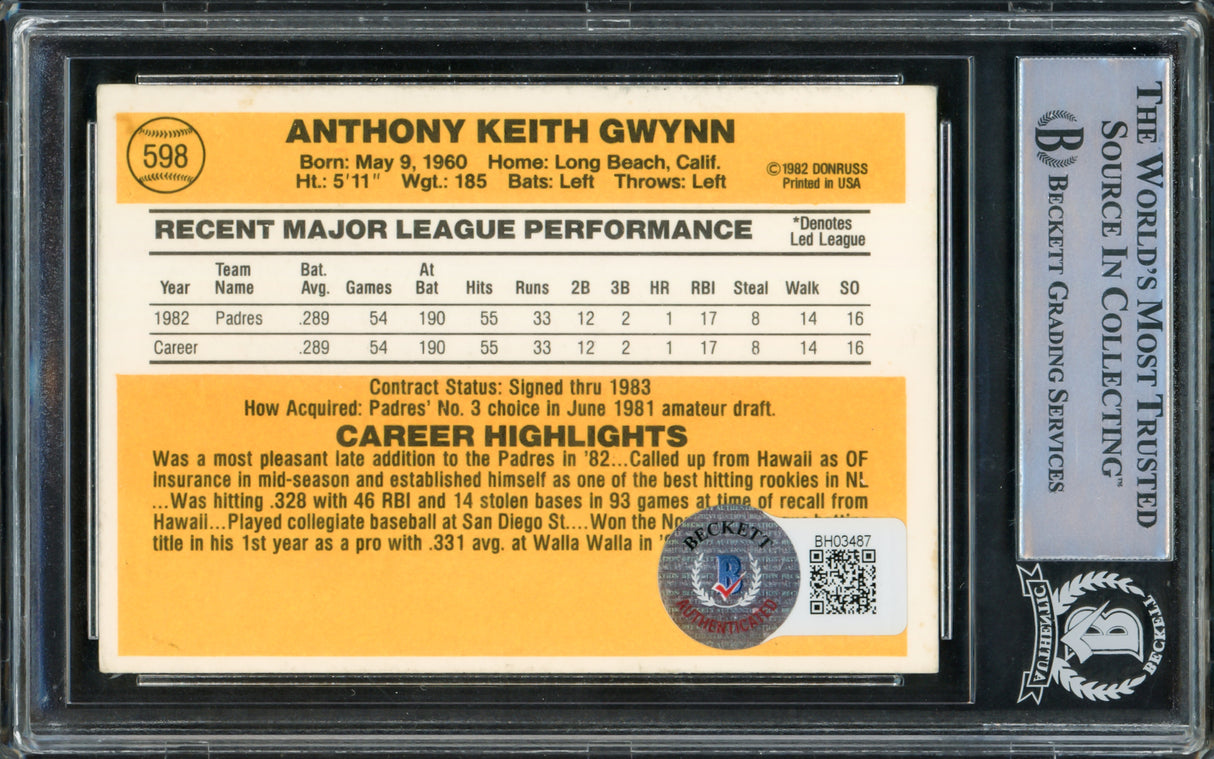 598
ANTHONY KEITH GWYNN
Born: May 9, 1960 Home: Long Beach, Calif.
Ht.: 5'11" Wgt.: 185 Bats: Left Throws: Left
©1982 DONRUSS
Printed in USA
RECENT MAJOR LEAGUE PERFORMANCE
*Denotes
Led League
Year Team Name Bat. Avg. Games At Bat Hits Runs 2B 3B HR RBI Steal Walk SO
1982 Padres .289 54 190 55 33 12 2 1 17 8 14 16
Career .289 54 190 55 33 12 2 1 17 8 14 16
Contract Status: Signed thru 1983
How Acquired: Padres' No. 3 choice in June 1981 amateur draft.
CAREER HIGHLIGHTS
Was a most pleasant late addition to the Padres in '82...Called up from Hawaii as OF
insurance in mid-season and established himself as one of the best hitting rookies in NL
...Was hitting .328 with 46 RBI and 14 stolen bases in 93 games at time of recall from
Hawaii...Played collegiate baseball at San Diego St....Won the
title in his 1st year as a pro with .331 avg. at Walla Walla in
BECKETT
AUTHENTICATED
BH03487
THE WORLD'S MOST TRUSTED
SOURCE IN COLLECTING™
B BECKETT GRADING SERVICES
AUTHENTIC
B
BECKETT